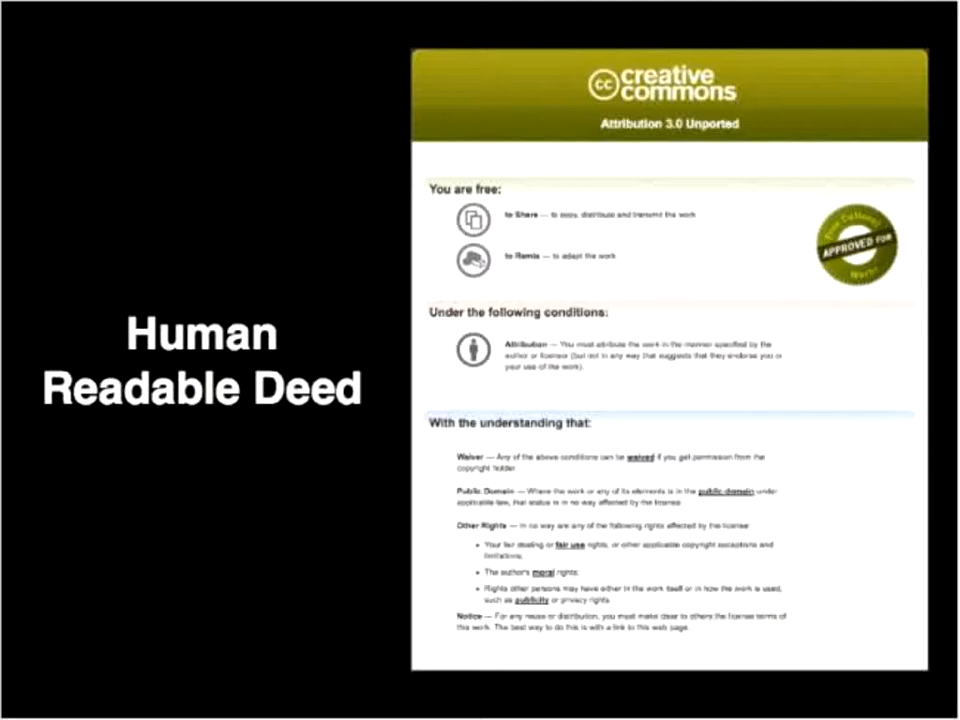 Human
Readable Deed
cc creative
commons
Attribution 3.0 Unported
You are free:
to Share — to copy, distribute and transmit the work
to Remix — to adapt the work
Free Cultural
APPROVED FOR
Works
Under the following conditions:
Attribution — You must attribute the work in the manner specified by the
author or licensor (but not in any way that suggests that they endorse you or
your use of the work).
With the understanding that:
Waiver — Any of the above conditions can be waived if you get permission from the
copyright holder.
Public Domain — Where the work or any of its elements is in the public domain under
applicable law, that status is in no way affected by the license.
Other Rights — In no way are any of the following rights affected by the license:
• Your fair dealing or fair use rights, or other applicable copyright exceptions and
limitations;
• The author's moral rights;
• Rights other persons may have either in the work itself or in how the work is used,
such as publicity or privacy rights.
Notice — For any reuse or distribution, you must make clear to others the license terms of
this work. The best way to do this is with a link to this web page.